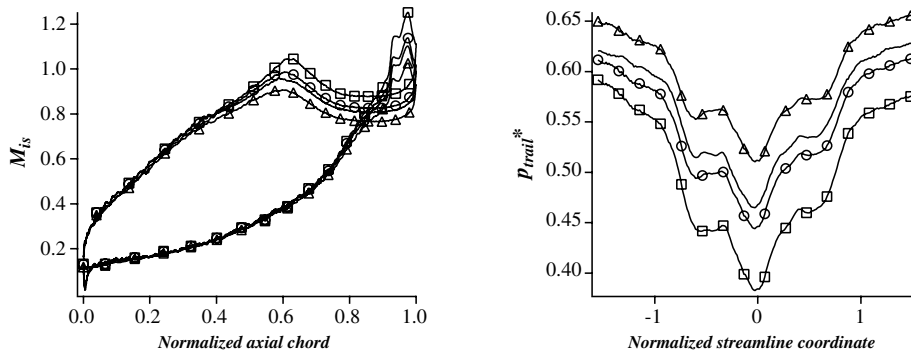 1.2
1.0
0.8
0.6
0.4
0.2
M_is
0.0 0.2 0.4 0.6 0.8 1.0
Normalized axial chord
0.65
0.60
0.55
0.50
0.45
0.40
p_trail*
-1 0 1
Normalized streamline coordinate